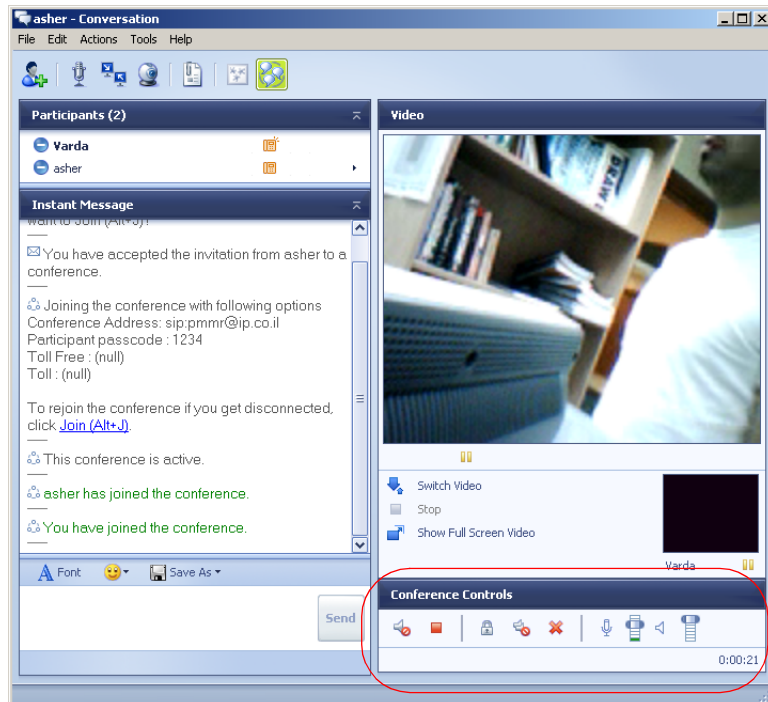 asher - Conversation
File Edit Actions Tools Help
Participants (2)
Varda
asher
Instant Message
want to Join (Alt+J)?
You have accepted the invitation from asher to a
conference.
Joining the conference with following options
Conference Address: sip:pmmr@ip.co.il
Participant passcode : 1234
Toll Free : (null)
Toll : (null)
To rejoin the conference if you get disconnected,
click Join (Alt+J).
This conference is active.
asher has joined the conference.
You have joined the conference.
Font
Save As
Send
Video
DRAW
Switch Video
Stop
Show Full Screen Video
Varda
Conference Controls
0:00:21